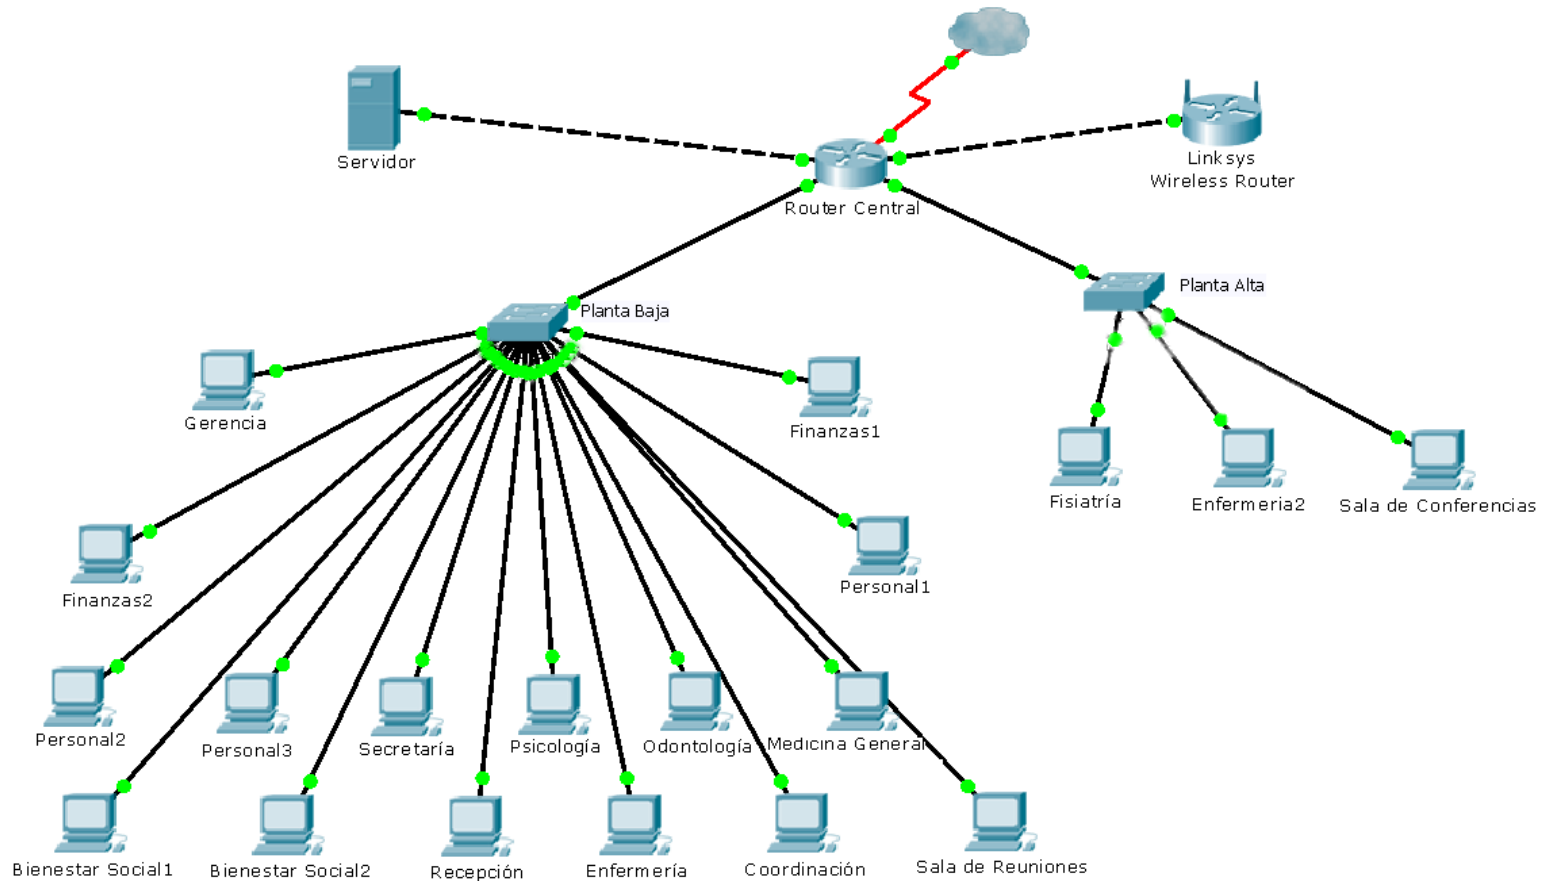 Servidor
Linksys
Wireless Router
Router Central
Planta Baja
Planta Alta
Gerencia
Finanzas1
Fisiatría
Enfermeria2
Sala de Conferencias
Finanzas2
Personal1
Personal2
Personal3
Secretaría
Psicología
Odontología
Medicina General
Bienestar Social1
Bienestar Social2
Recepción
Enfermería
Coordinación
Sala de Reuniones